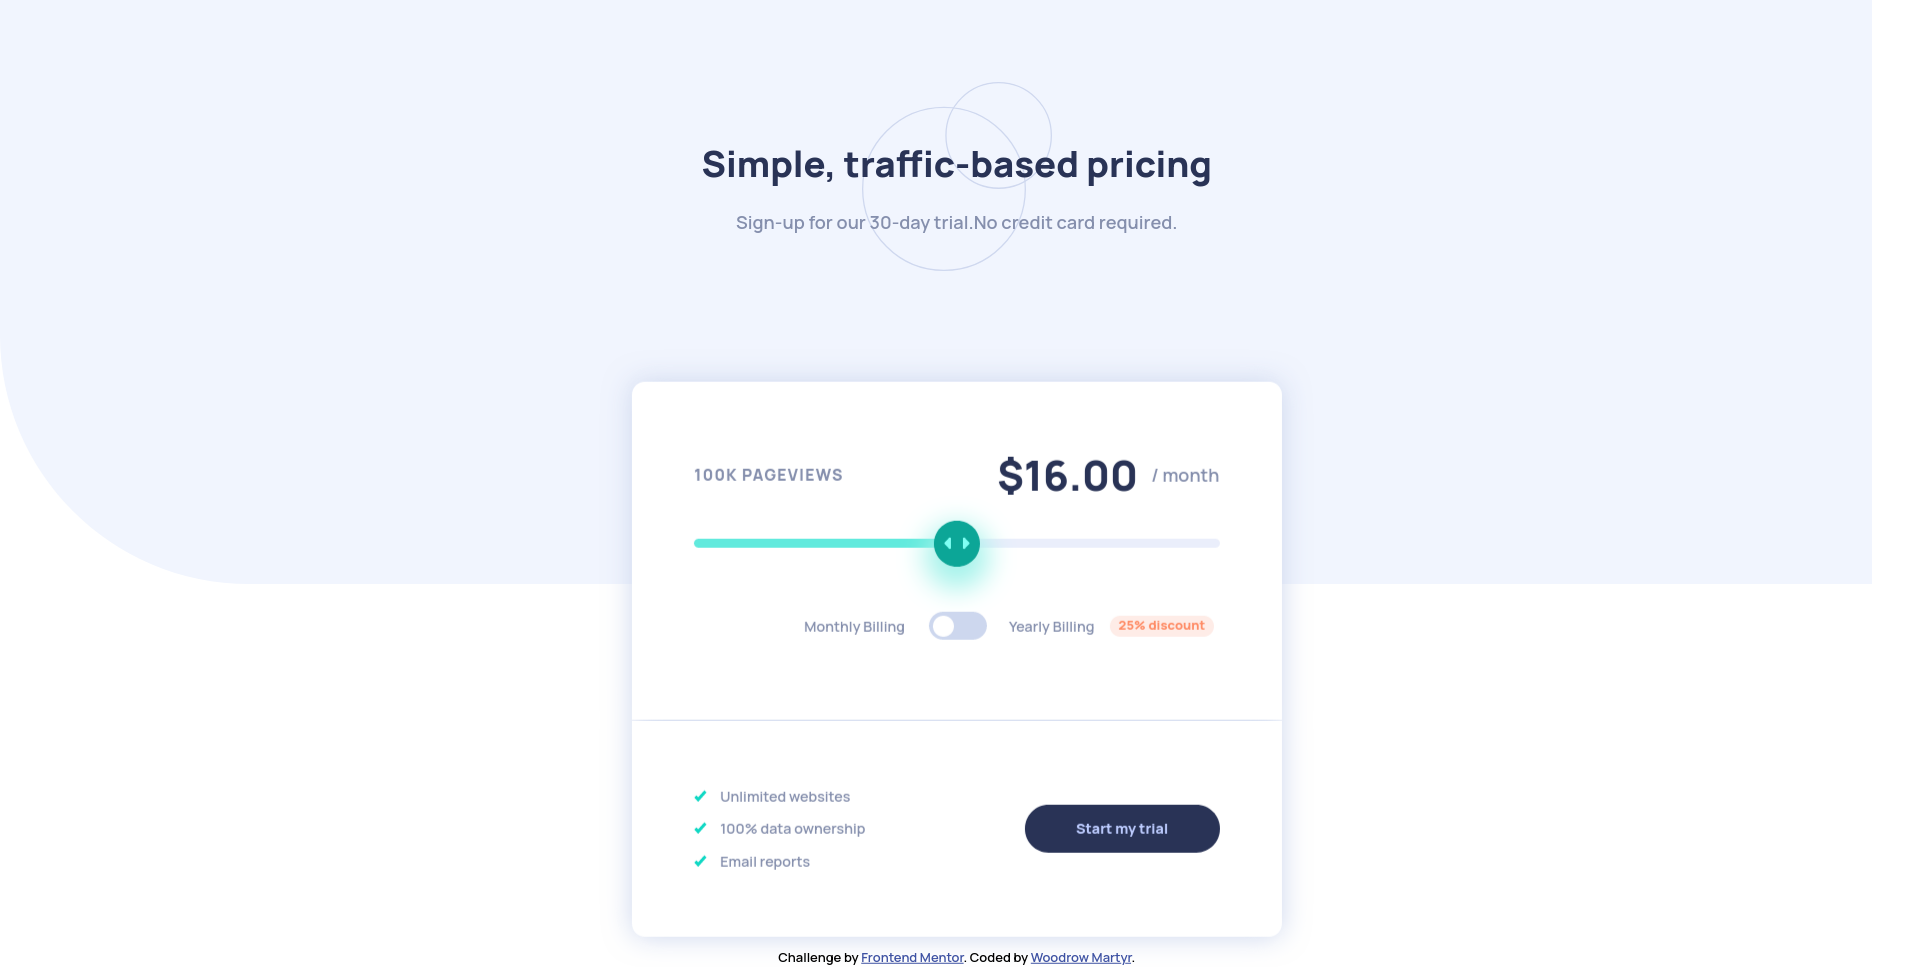 Simple, traffic-based pricing
Sign-up for our 30-day trial.No credit card required.
100K PAGEVIEWS
$16.00 / month
Monthly Billing
Yearly Billing
25% discount
Unlimited websites
100% data ownership
Email reports
Start my trial
Challenge by Frontend Mentor. Coded by Woodrow Martyr.